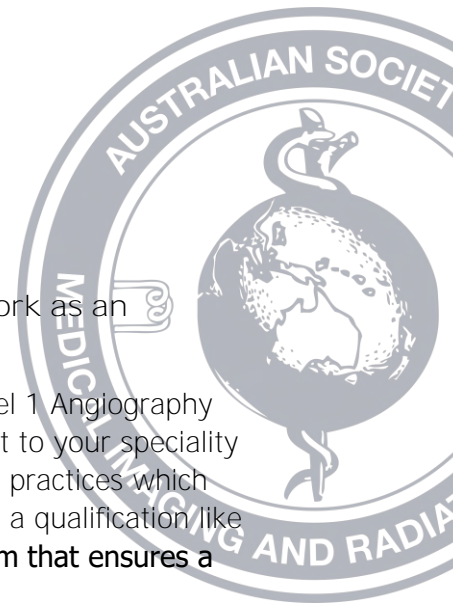 AUSTRALIAN SOCIET
MEDICAL IMAGING AND RADIAT
ork as an
el 1 Angiography
t to your speciality
practices which
a qualification like
m that ensures a